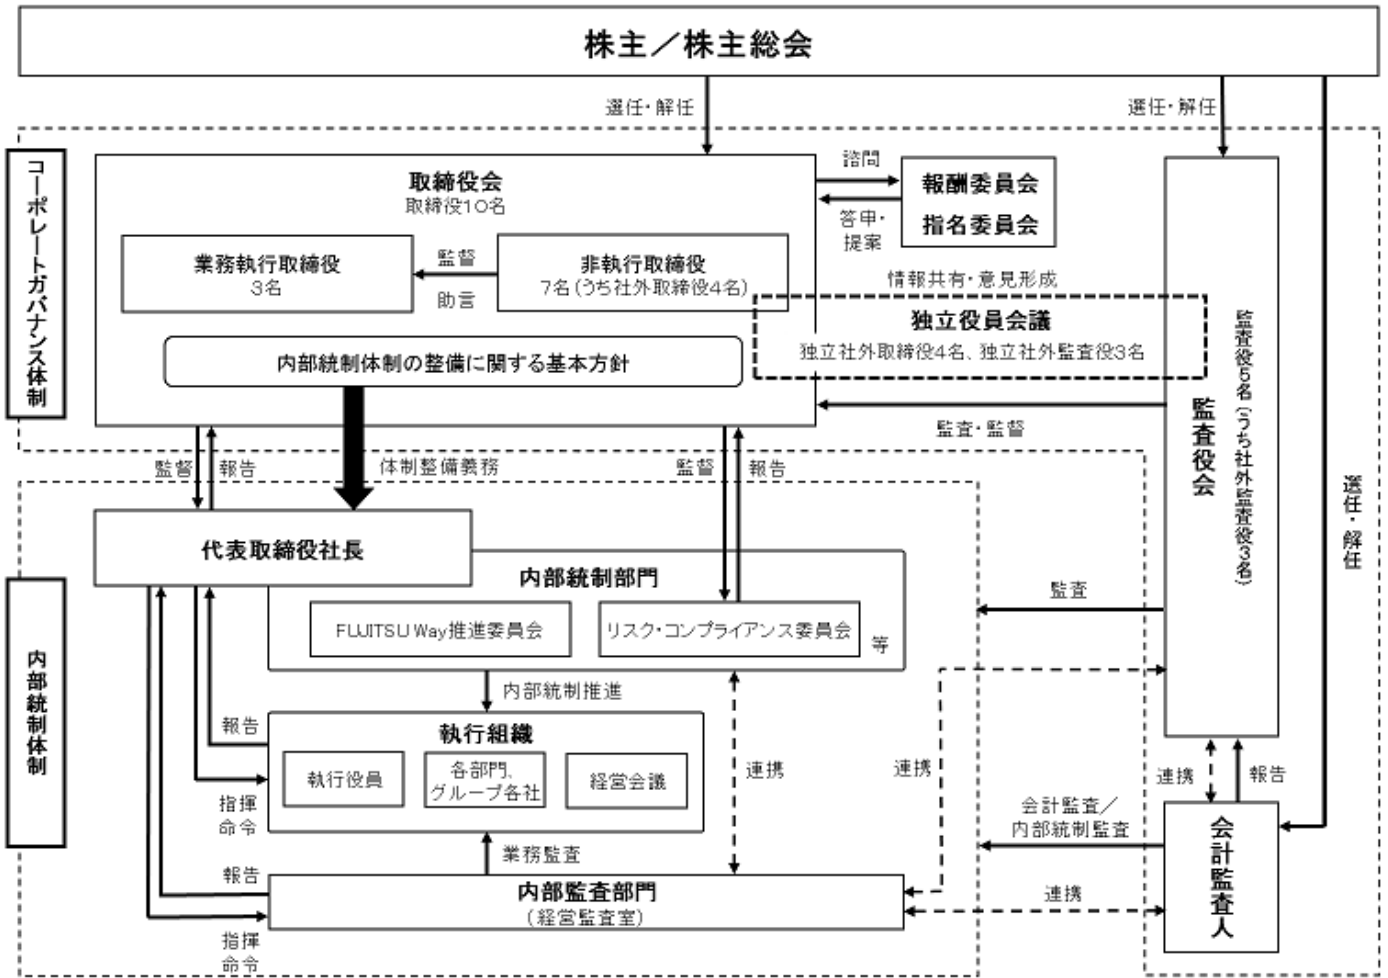 株主／株主総会
選任・解任
選任・解任
コーポレートガバナンス体制
取締役会
取締役10名
諮問
報酬委員会
指名委員会
答申・
提案
業務執行取締役
3名
監督
助言
非執行取締役
7名（うち社外取締役4名）
情報共有・意見形成
独立役員会議
独立社外取締役4名、独立社外監査役3名
内部統制体制の整備に関する基本方針
監査・監督
監査役会
監査役5名（うち社外監査役3名）
選任・解任
監督
報告
体制整備義務
監督
報告
内部統制体制
代表取締役社長
内部統制部門
FUJITSU Way推進委員会
リスク・コンプライアンス委員会
等
監査
内部統制推進
報告
執行組織
執行役員
各部門、
グループ各社
経営会議
連携
連携
連携
報告
指揮
命令
会計監査／
内部統制監査
会計監査人
業務監査
報告
内部監査部門
（経営監査室）
連携
指揮
命令